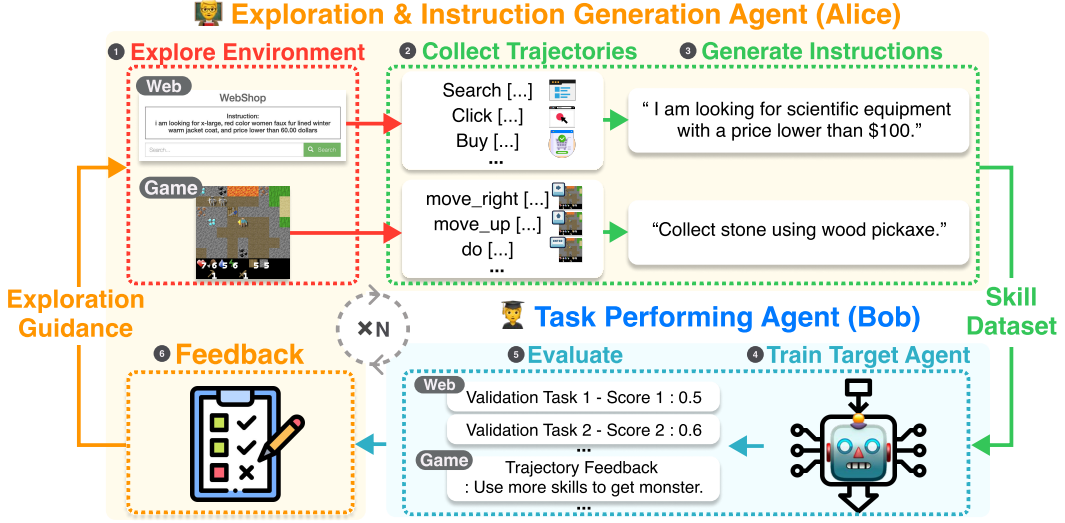 Exploration & Instruction Generation Agent (Alice)
1 Explore Environment
2 Collect Trajectories
3 Generate Instructions
Web
WebShop
Instruction:
i am looking for x-large, red color women faux fur lined winter
warm jacket coat, and price lower than 60.00 dollars
Search...
Search
Search [...]
Click [...]
Buy [...]
...
“ I am looking for scientific equipment
with a price lower than $100.”
Game
move_right [...]
move_up [...]
do [...]
...
“Collect stone using wood pickaxe.”
Exploration
Guidance
×N
Skill
Dataset
Task Performing Agent (Bob)
6 Feedback
5 Evaluate
4 Train Target Agent
Web
Validation Task 1 - Score 1 : 0.5
Validation Task 2 - Score 2 : 0.6
...
Game
Trajectory Feedback
: Use more skills to get monster.
...